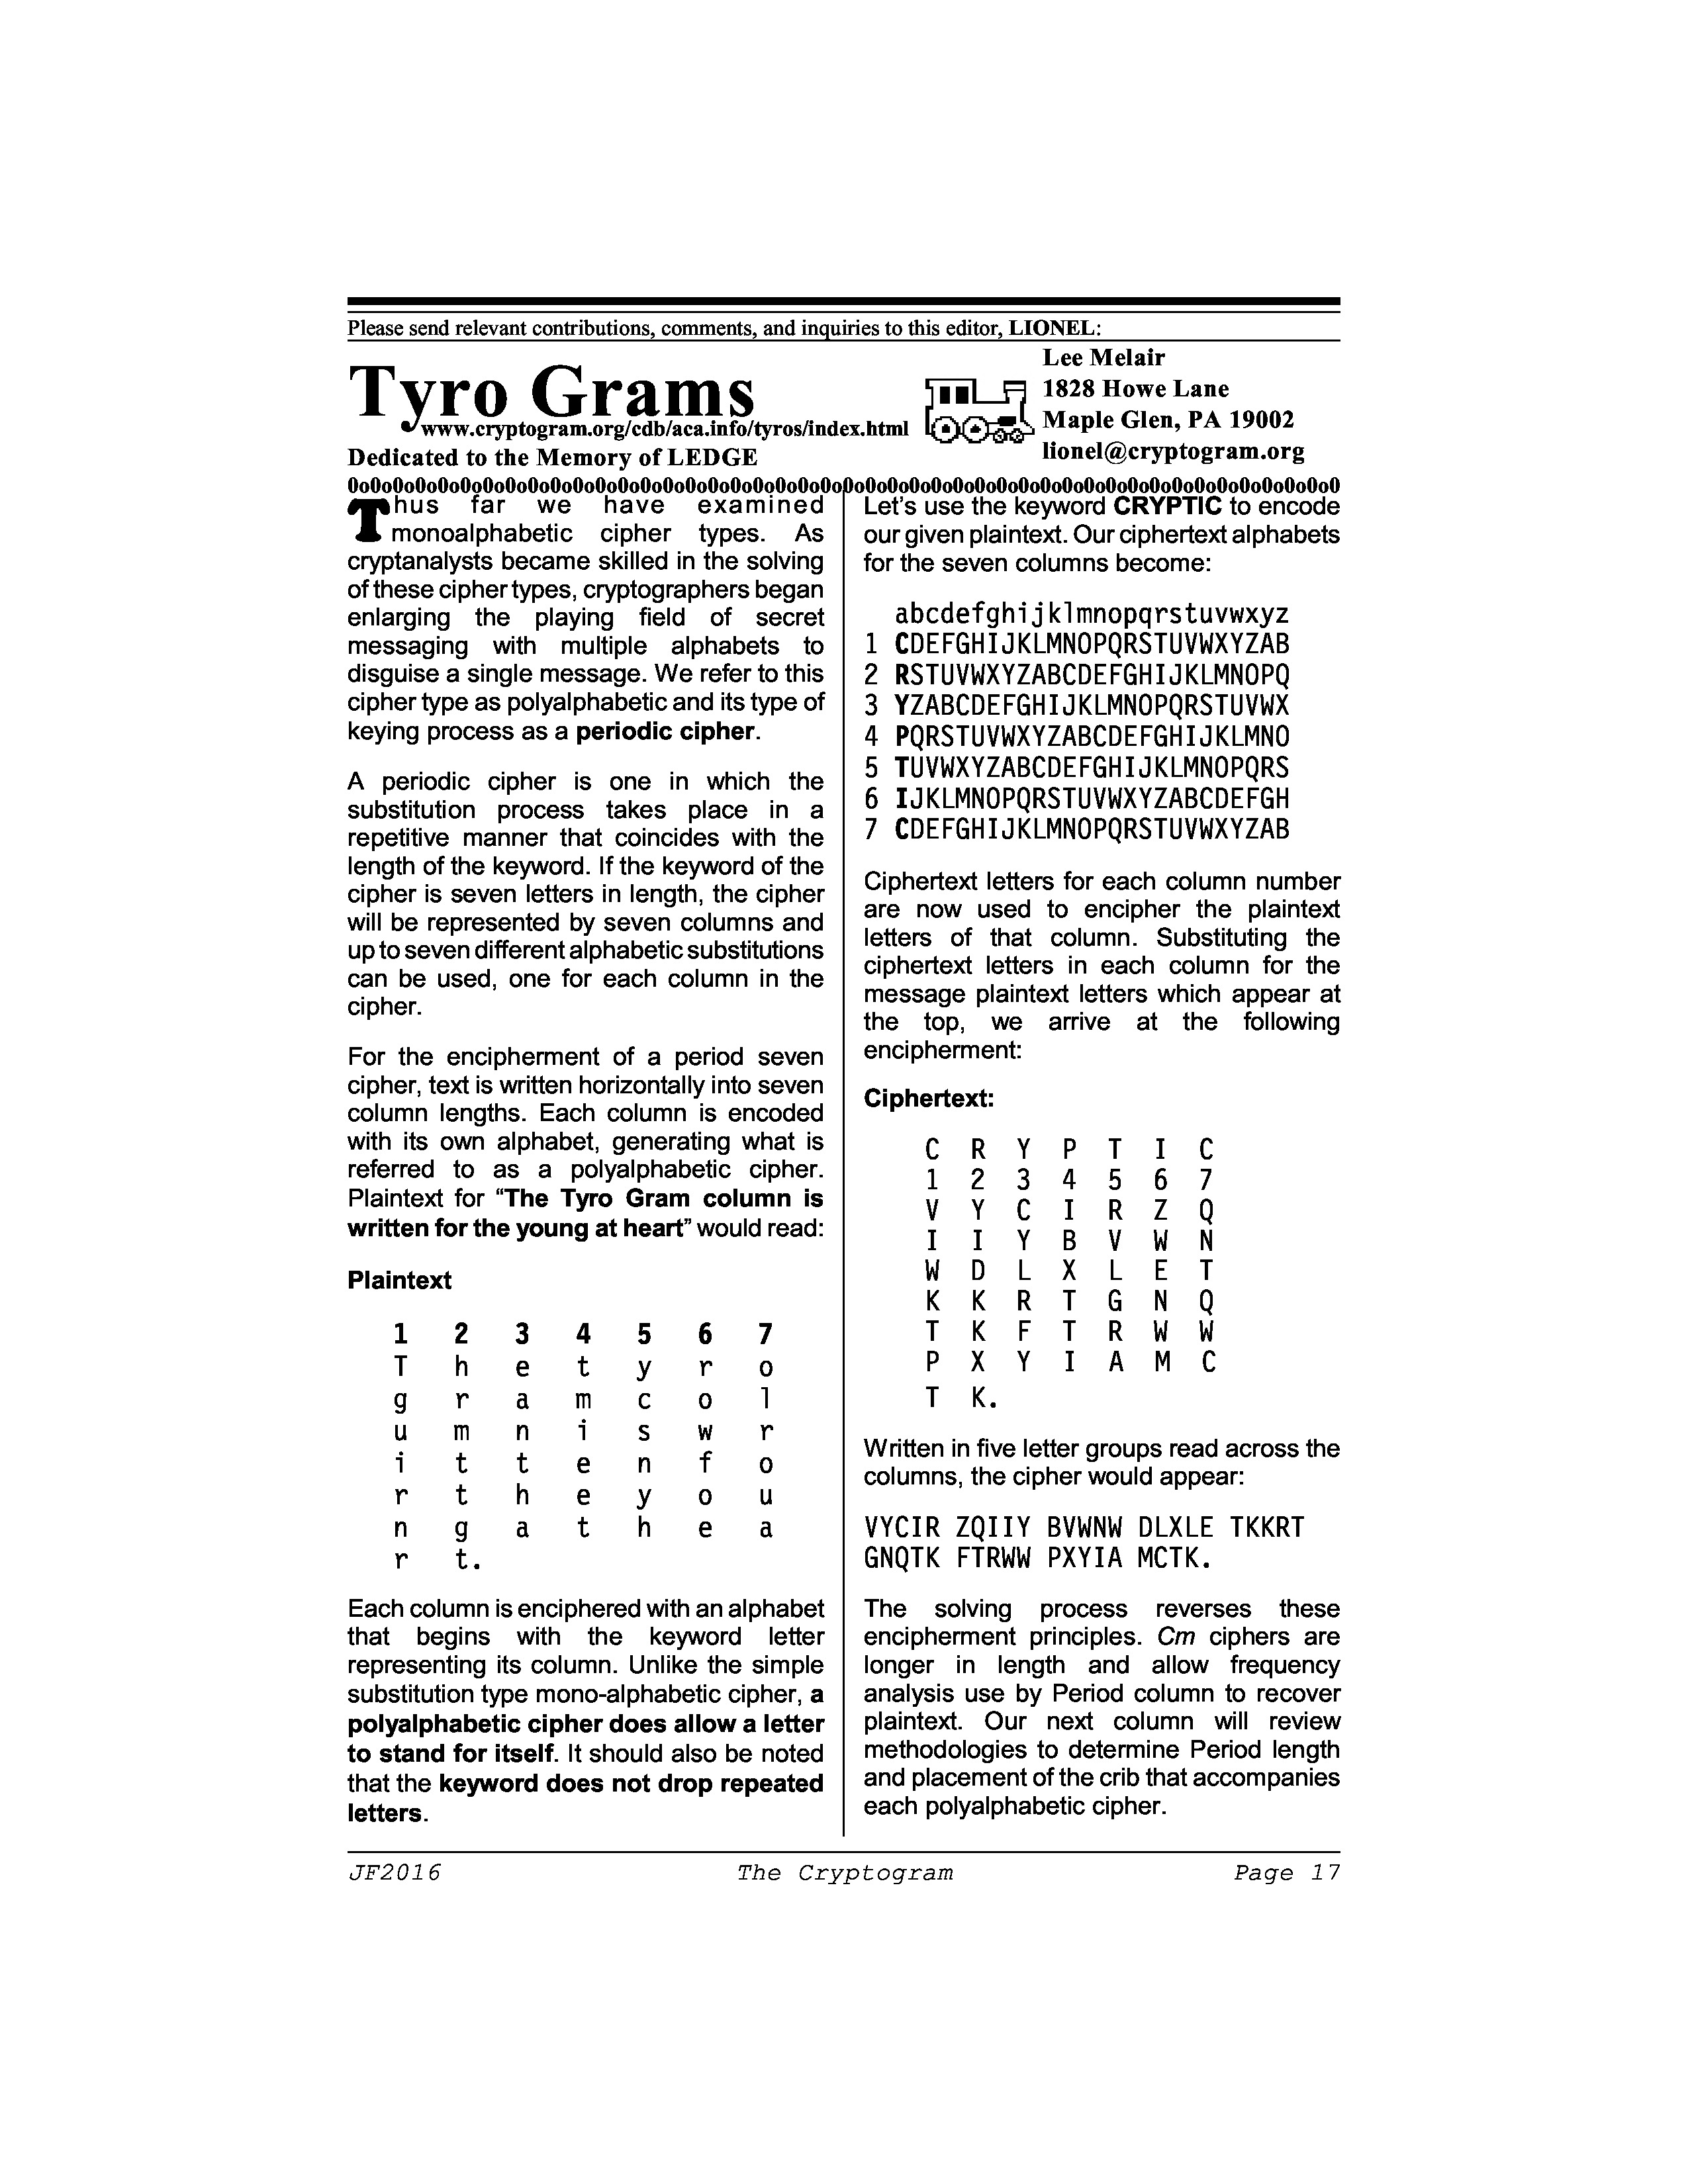 Please send relevant contributions, comments, and inquiries to this editor, LIONEL:
Tyro Grams
www.cryptogram.org/cdb/aca.info/tyros/index.html
Dedicated to the Memory of LEDGE
Lee Melair
1828 Howe Lane
Maple Glen, PA 19002
lionel@cryptogram.org
0o0o0o0o0o0o0o0o0o0o0o0o0o0o0o0o0o0o0o0o0o0o0o0o0o0o0o0o0o0o0o0o0o0o0o0o0o0o0o0o0o0o0o0o0o0
Thus far we have examined
monoalphabetic cipher types. As
cryptanalysts became skilled in the solving
of these cipher types, cryptographers began
enlarging the playing field of secret
messaging with multiple alphabets to
disguise a single message. We refer to this
cipher type as polyalphabetic and its type of
keying process as a periodic cipher.
A periodic cipher is one in which the
substitution process takes place in a
repetitive manner that coincides with the
length of the keyword. If the keyword of the
cipher is seven letters in length, the cipher
will be represented by seven columns and
up to seven different alphabetic substitutions
can be used, one for each column in the
cipher.
For the encipherment of a period seven
cipher, text is written horizontally into seven
column lengths. Each column is encoded
with its own alphabet, generating what is
referred to as a polyalphabetic cipher.
Plaintext for “The Tyro Gram column is
written for the young at heart” would read:
Plaintext
1 2 3 4 5 6 7
T h e t y r o
g r a m c o l
u m n i s w r
i t t e n f o
r t h e y o u
n g a t h e a
r t.
Each column is enciphered with an alphabet
that begins with the keyword letter
representing its column. Unlike the simple
substitution type mono-alphabetic cipher, a
polyalphabetic cipher does allow a letter
to stand for itself. It should also be noted
that the keyword does not drop repeated
letters.
Let’s use the keyword CRYPTIC to encode
our given plaintext. Our ciphertext alphabets
for the seven columns become:
abcdefghijklmnopqrstuvwxyz
1 CDEFGHIJKLMNOPQRSTUVWXYZAB
2 RSTUVWXYZABCDEFGHIJKLMNOPQ
3 YZABCDEFGHIJKLMNOPQRSTUVWX
4 PQRSTUVWXYZABCDEFGHIJKLMNO
5 TUVWXYZABCDEFGHIJKLMNOPQRS
6 IJKLMNOPQRSTUVWXYZABCDEFGH
7 CDEFGHIJKLMNOPQRSTUVWXYZAB
Ciphertext letters for each column number
are now used to encipher the plaintext
letters of that column. Substituting the
ciphertext letters in each column for the
message plaintext letters which appear at
the top, we arrive at the following
encipherment:
Ciphertext:
C R Y P T I C
1 2 3 4 5 6 7
V Y C I R Z Q
I I Y B V W N
W D L X L E T
K K R T G N Q
T K F T R W W
P X Y I A M C
T K.
Written in five letter groups read across the
columns, the cipher would appear:
VYCIR ZQIIY BVWNW DLXLE TKKRT
GNQTK FTRWW PXYIA MCTK.
The solving process reverses these
encipherment principles. Cm ciphers are
longer in length and allow frequency
analysis use by Period column to recover
plaintext. Our next column will review
methodologies to determine Period length
and placement of the crib that accompanies
each polyalphabetic cipher.
JF2016 The Cryptogram Page 17